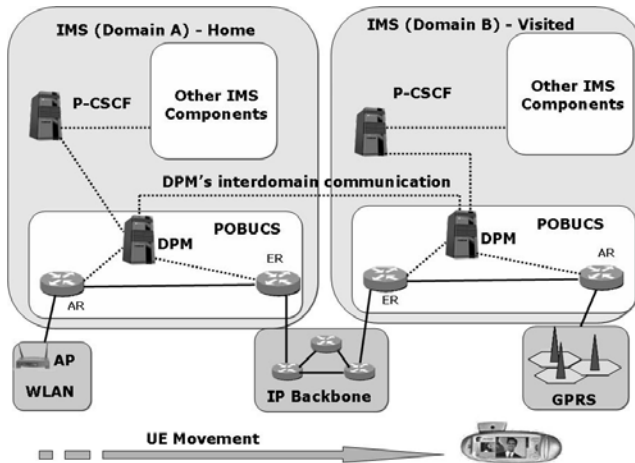 IMS (Domain A) - Home
IMS (Domain B) - Visited
P-CSCF
Other IMS
Components
P-CSCF
Other IMS
Components
DPM's interdomain communication
POBUCS
DPM
ER
AR
POBUCS
DPM
AR
ER
AP
WLAN
IP Backbone
GPRS
UE Movement